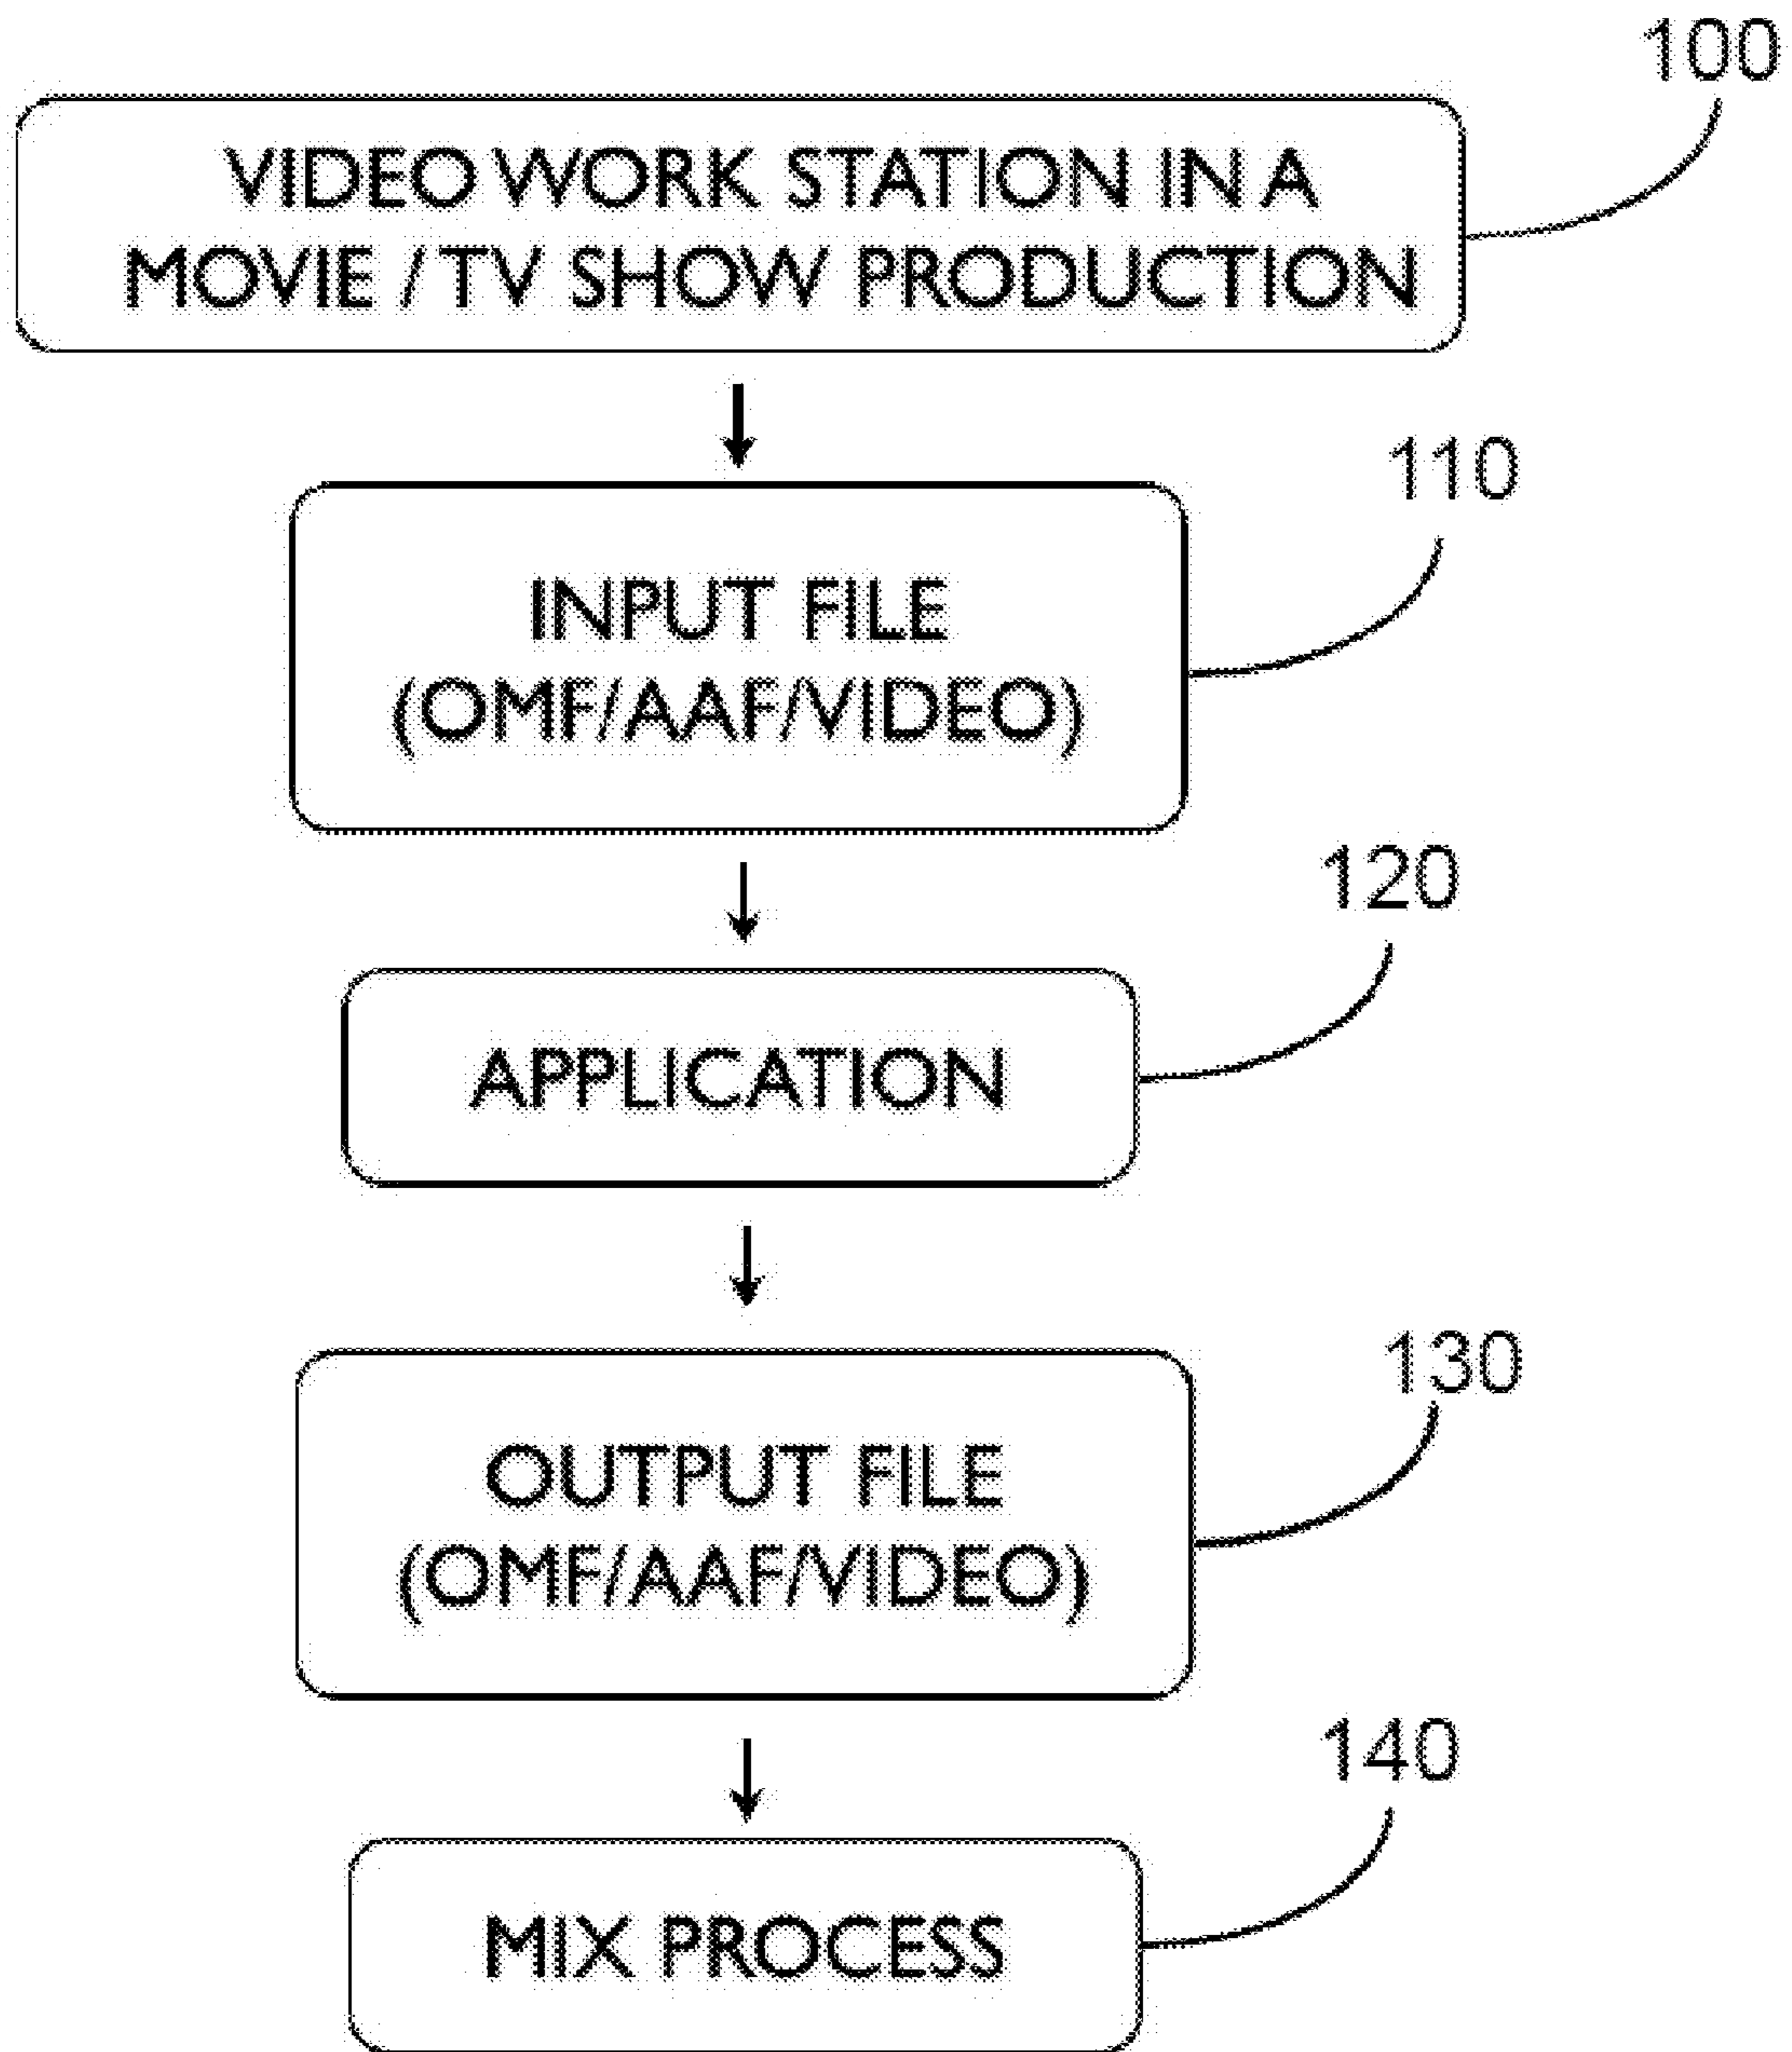 100
VIDEO WORK STATION IN A
MOVIE / TV SHOW PRODUCTION
110
INPUT FILE
(OMF/AAF/VIDEO)
120
APPLICATION
130
OUTPUT FILE
(OMF/AAF/VIDEO)
140
MIX PROCESS